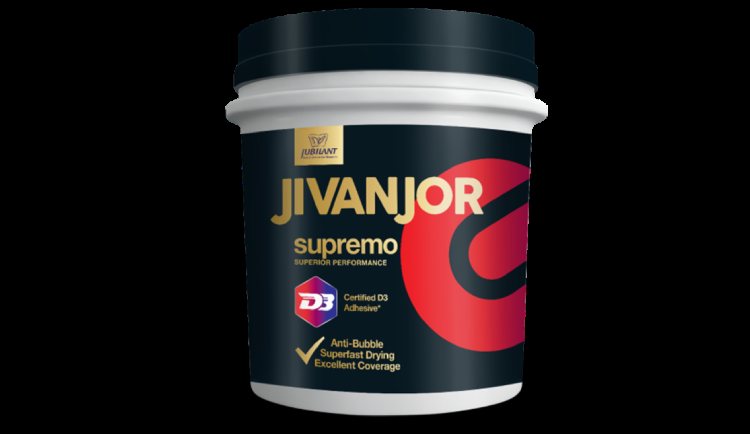 JUBILANT
JIVANJOR
supremo
SUPERIOR PERFORMANCE
D3
Certified D3
Adhesive*
Anti-Bubble
Superfast Drying
Excellent Coverage